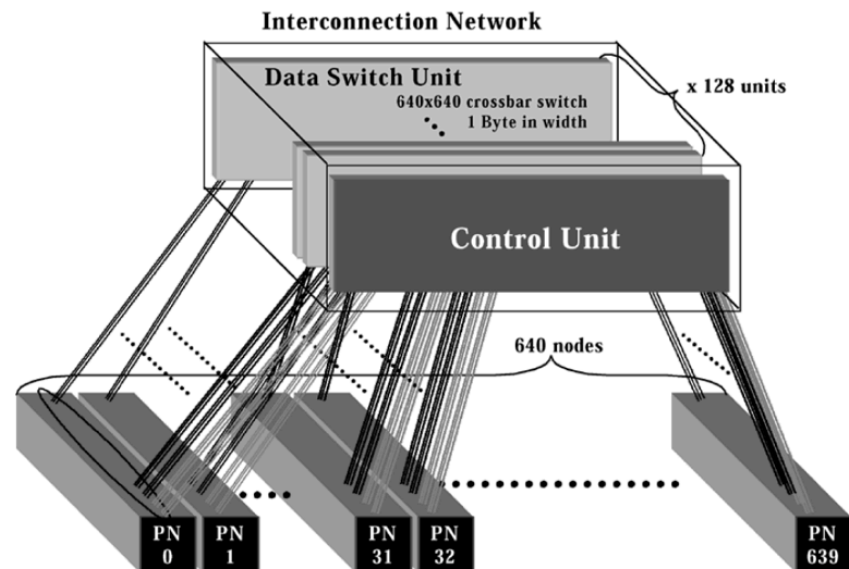 Interconnection Network
Data Switch Unit
640x640 crossbar switch
1 Byte in width
x 128 units
Control Unit
640 nodes
PN
0
PN
1
PN
31
PN
32
PN
639